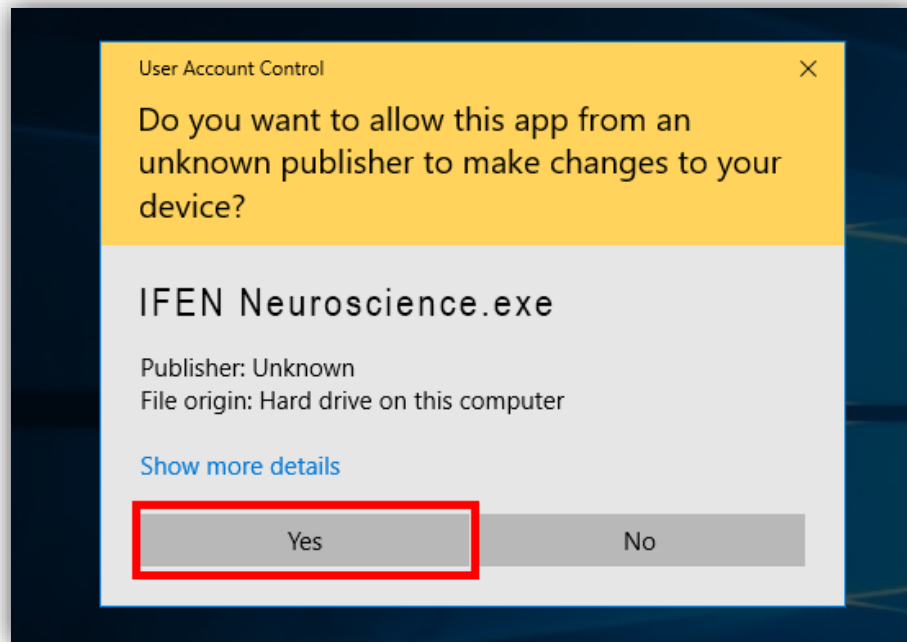 User Account Control
Do you want to allow this app from an
unknown publisher to make changes to your
device?
IFEN Neuroscience.exe
Publisher: Unknown
File origin: Hard drive on this computer
Show more details
Yes
No